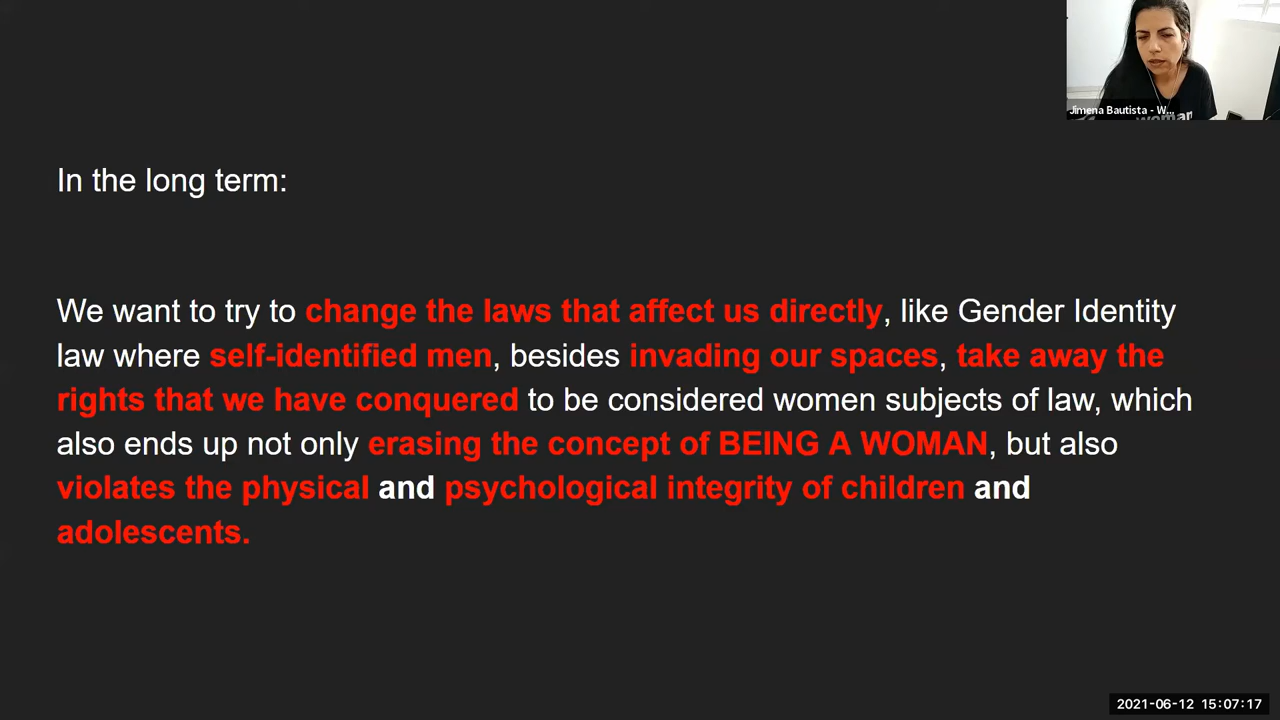 Jimena Bautista - W...
woman
In the long term:
We want to try to change the laws that affect us directly, like Gender Identity
law where self-identified men, besides invading our spaces, take away the
rights that we have conquered to be considered women subjects of law, which
also ends up not only erasing the concept of BEING A WOMAN, but also
violates the physical and psychological integrity of children and
adolescents.
2021-06-12 15:07:17